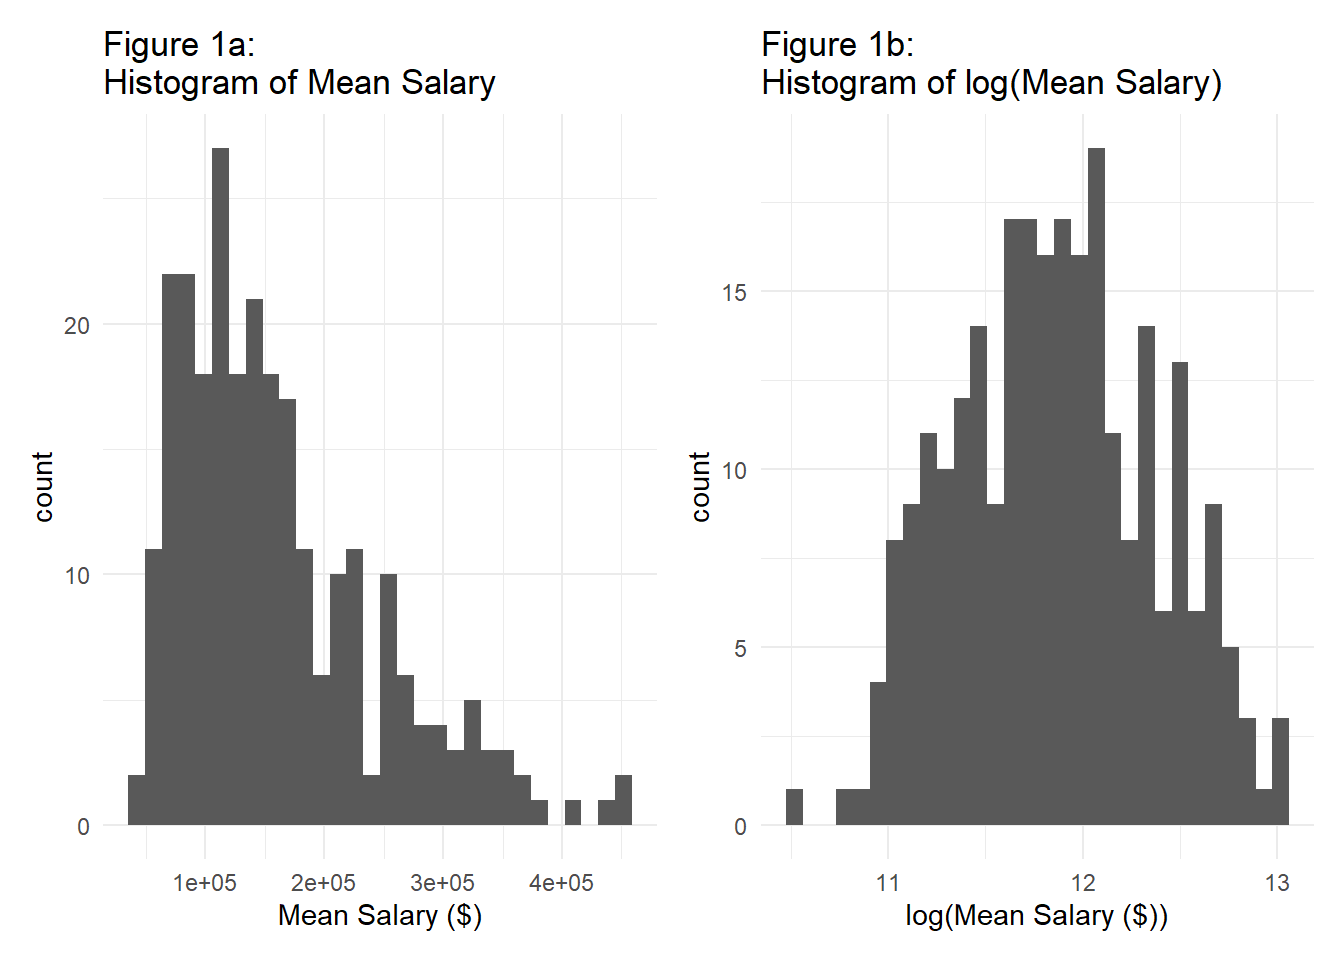 Figure 1a:
Histogram of Mean Salary
20
10
0
count
1e+05 2e+05 3e+05 4e+05
Mean Salary ($)
Figure 1b:
Histogram of log(Mean Salary)
15
10
5
0
count
11 12 13
log(Mean Salary ($))